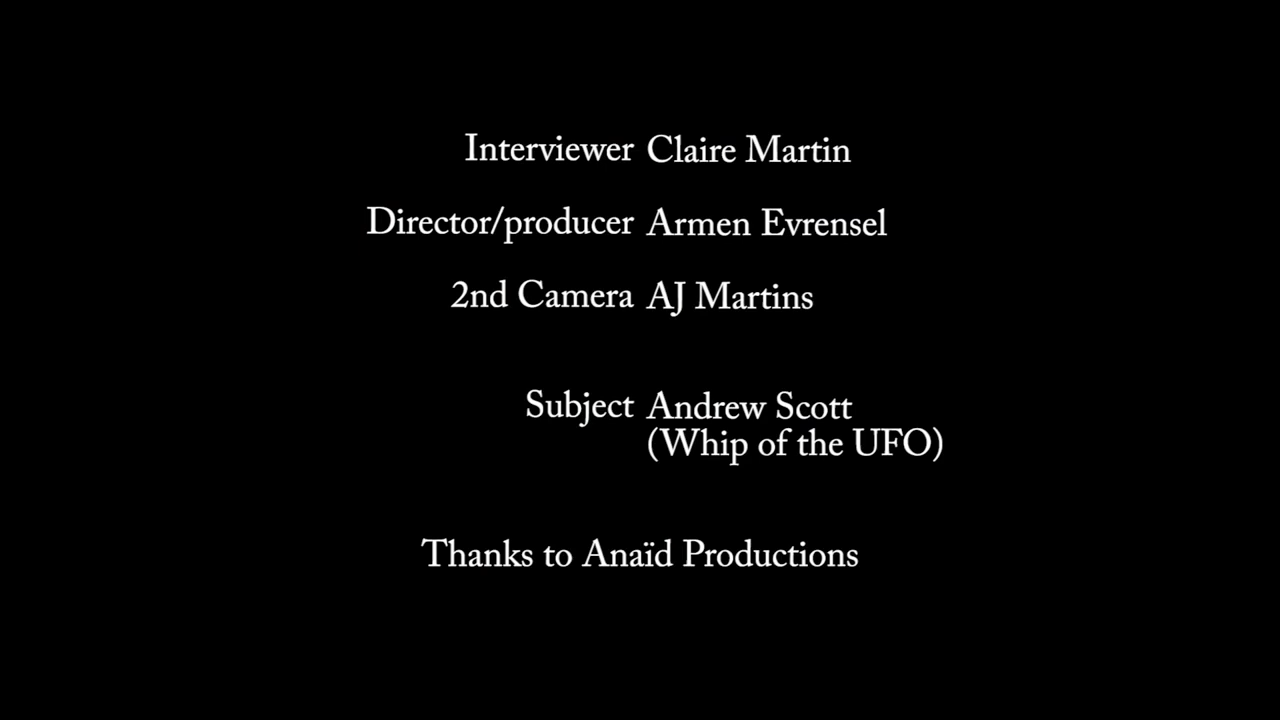 Interviewer Claire Martin
Director/producer Armen Evrensel
2nd Camera AJ Martins
Subject Andrew Scott
(Whip of the UFO)
Thanks to Anaïd Productions